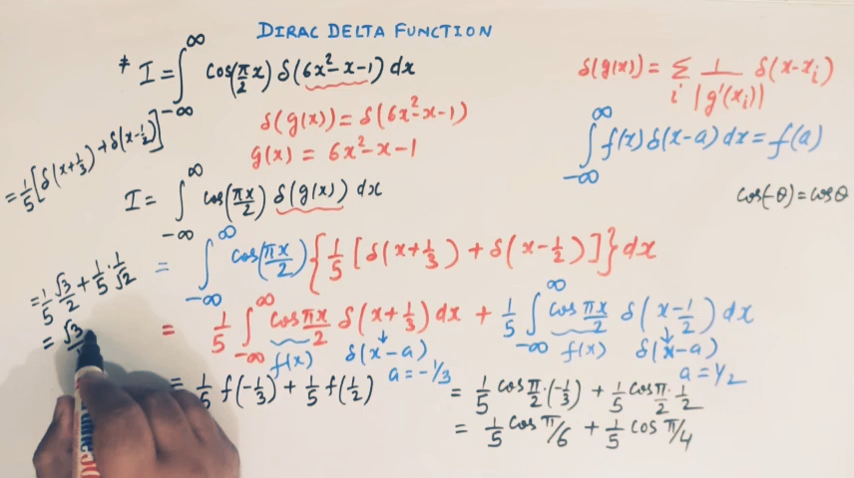 DIRAC DELTA FUNCTION
* I = ∫_{-∞}^{∞} cos(π/2 x) δ(6x²-x-1) dx
δ(g(x)) = Σ_i 1/|g'(x_i)| δ(x-x_i)
δ(g(x)) = δ(6x²-x-1)
∫_{-∞}^{∞} f(x) δ(x-a) dx = f(a)
g(x) = 6x²-x-1
= 1/5 [δ(x+1/3) + δ(x-1/2)]
I = ∫_{-∞}^{∞} cos(πx/2) δ(g(x)) dx
cos(-θ) = cosθ
= ∫_{-∞}^{∞} cos(πx/2) {1/5 [δ(x+1/3) + δ(x-1/2)]} dx
= 1/5 ∫_{-∞}^{∞} cos πx/2 δ(x+1/3) dx + 1/5 ∫_{-∞}^{∞} cos πx/2 δ(x-1/2) dx
f(x) δ(x-a) f(x) δ(x-a)
a = -1/3 a = 1/2
= 1/5 f(-1/3) + 1/5 f(1/2)
= 1/5 cos π/2 · (-1/3) + 1/5 cos π/2 · 1/2
= 1/5 cos π/6 + 1/5 cos π/4
= 1/5 √3/2 + 1/5 · 1/√2
= √3/